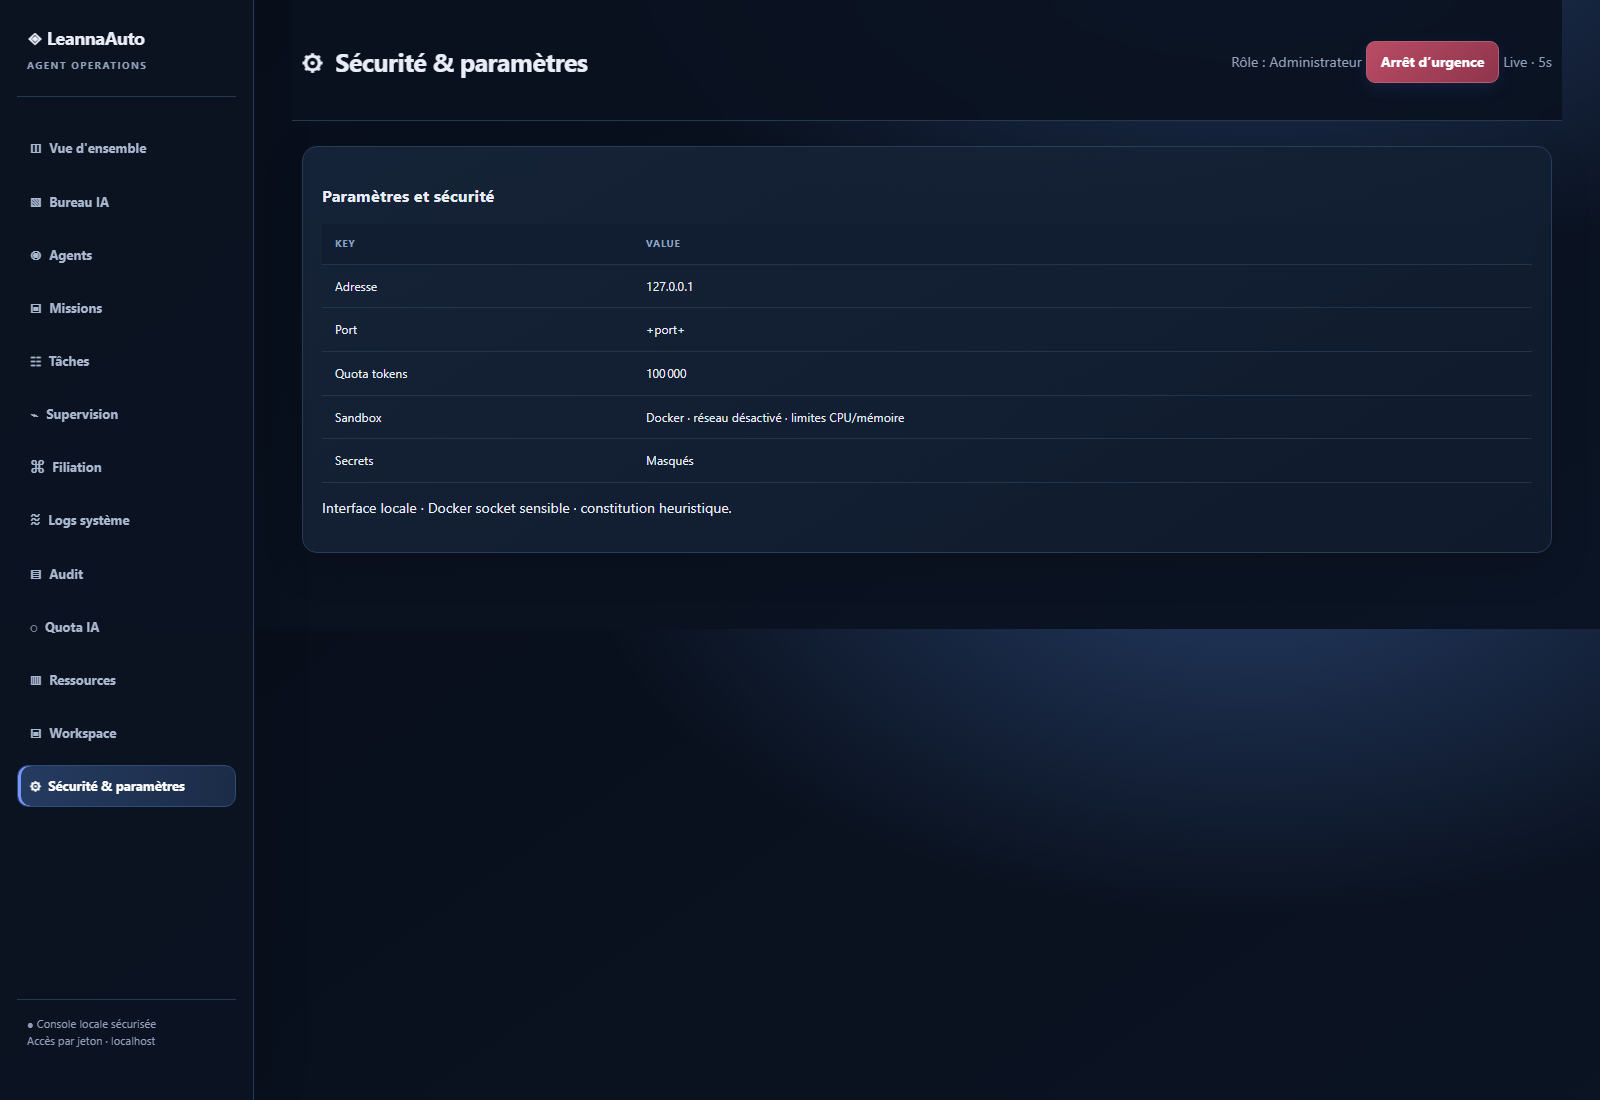 ◈ LeannaAuto
AGENT OPERATIONS
Vue d'ensemble
Bureau IA
Agents
Missions
Tâches
Supervision
⌘ Filiation
Logs système
Audit
○ Quota IA
Ressources
Workspace
⚙ Sécurité & paramètres
● Console locale sécurisée
Accès par jeton · localhost
⚙ Sécurité & paramètres
Rôle : Administrateur Arrêt d’urgence Live · 5s
Paramètres et sécurité
KEY VALUE
Adresse 127.0.0.1
Port +port+
Quota tokens 100 000
Sandbox Docker · réseau désactivé · limites CPU/mémoire
Secrets Masqués
Interface locale · Docker socket sensible · constitution heuristique.